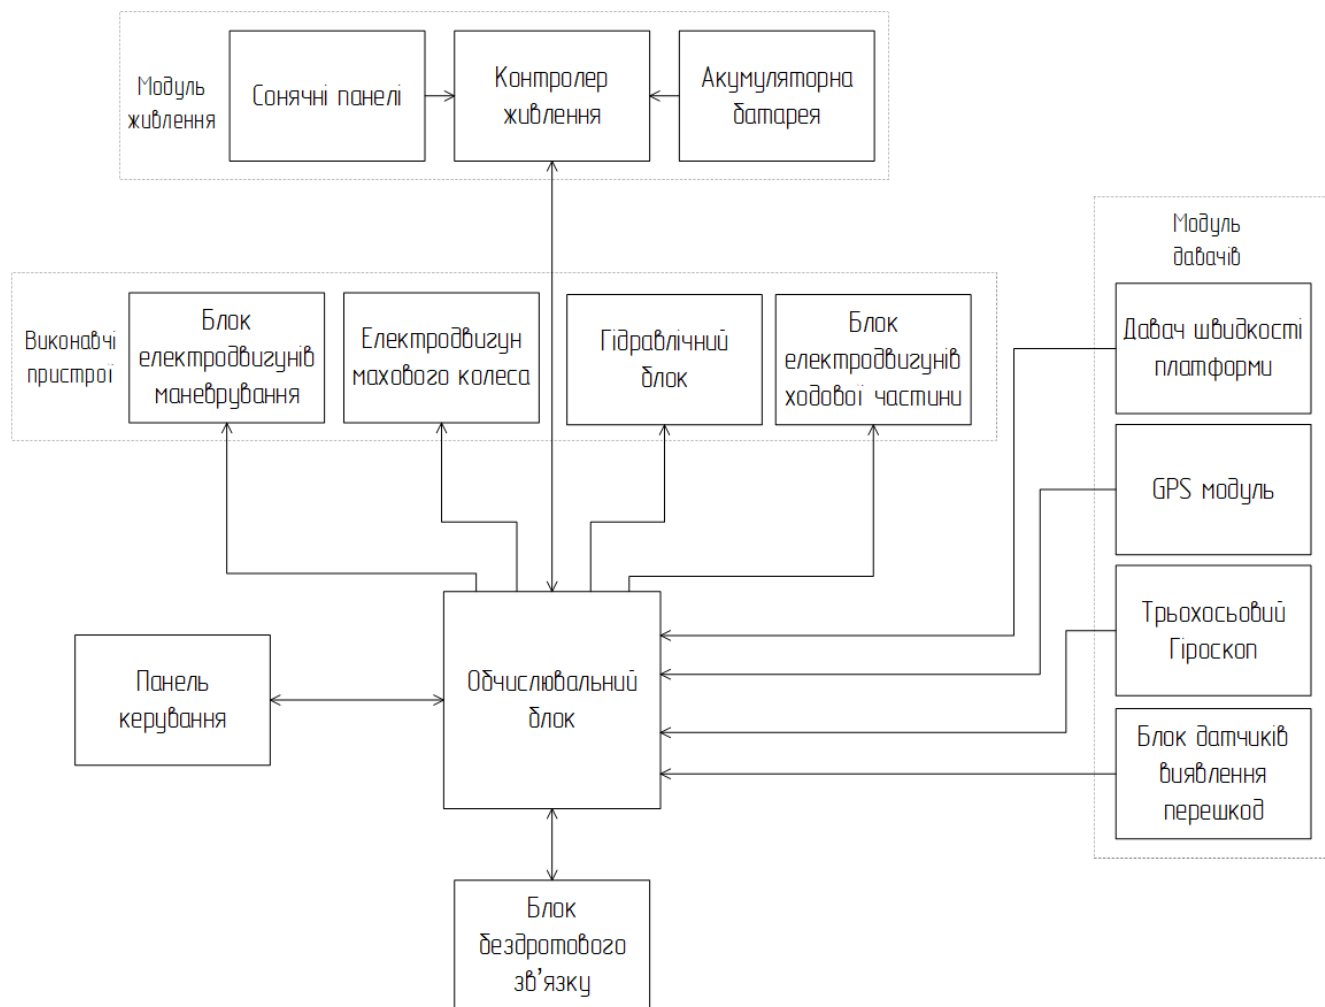 Модуль
живлення
Сонячні панелі
Контролер
живлення
Акумуляторна
батарея
Виконавчі
пристрої
Блок
електродвигунів
маневрування
Електродвигун
махового колеса
Гідравлічний
блок
Блок
електродвигунів
ходової частини
Модуль
давачів
Давач швидкості
платформи
GPS модуль
Трьохосьовий
Гіроскоп
Блок датчиків
виявлення
перешкод
Панель
керування
Обчислювальний
блок
Блок
бездротового
зв'язку